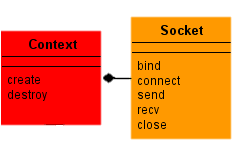 Context
create
destroy
Socket
bind
connect
send
recv
close